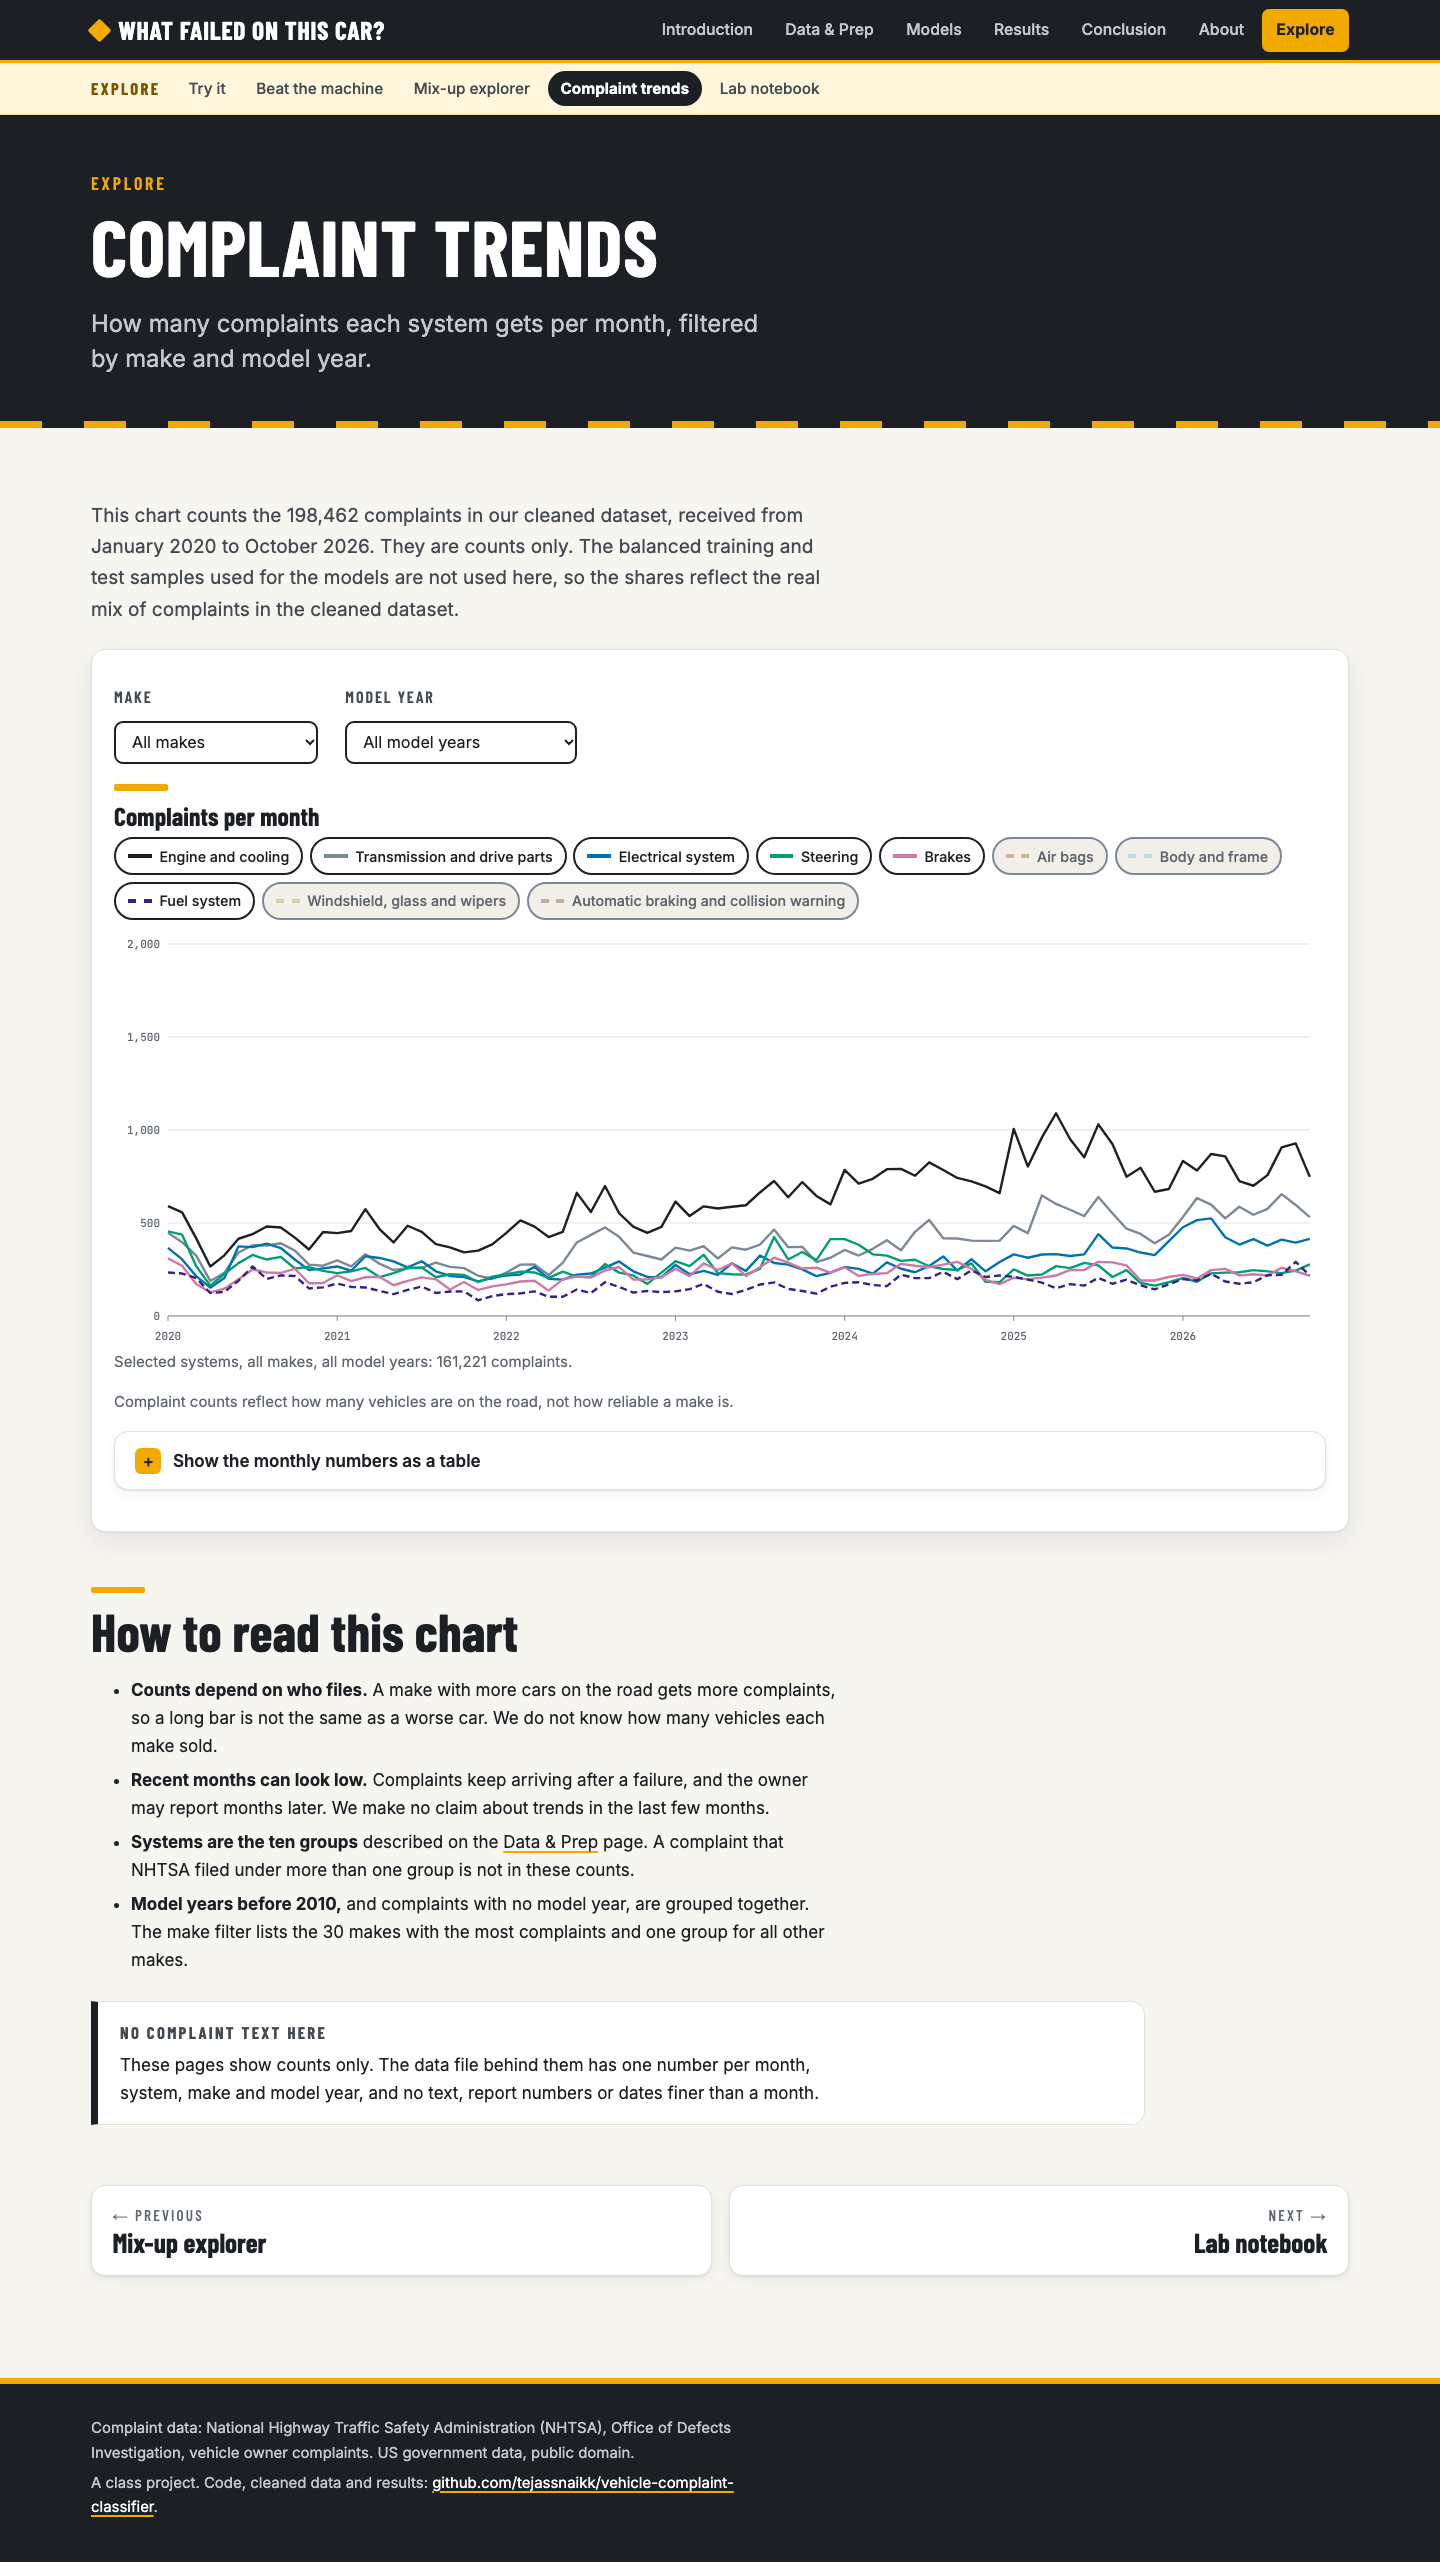 WHAT FAILED ON THIS CAR?
Introduction Data & Prep Models Results Conclusion About Explore
EXPLORE Try it Beat the machine Mix-up explorer Complaint trends Lab notebook
EXPLORE
COMPLAINT TRENDS
How many complaints each system gets per month, filtered
by make and model year.
This chart counts the 198,462 complaints in our cleaned dataset, received from
January 2020 to October 2026. They are counts only. The balanced training and
test samples used for the models are not used here, so the shares reflect the real
mix of complaints in the cleaned dataset.
MAKE MODEL YEAR
All makes All model years
Complaints per month
Engine and cooling Transmission and drive parts Electrical system Steering Brakes Air bags Body and frame
Fuel system Windshield, glass and wipers Automatic braking and collision warning
2,000
1,500
1,000
500
0
2020 2021 2022 2023 2024 2025 2026
Selected systems, all makes, all model years: 161,221 complaints.
Complaint counts reflect how many vehicles are on the road, not how reliable a make is.
+ Show the monthly numbers as a table
How to read this chart
• Counts depend on who files. A make with more cars on the road gets more complaints,
so a long bar is not the same as a worse car. We do not know how many vehicles each
make sold.
• Recent months can look low. Complaints keep arriving after a failure, and the owner
may report months later. We make no claim about trends in the last few months.
• Systems are the ten groups described on the Data & Prep page. A complaint that
NHTSA filed under more than one group is not in these counts.
• Model years before 2010, and complaints with no model year, are grouped together.
The make filter lists the 30 makes with the most complaints and one group for all other
makes.
NO COMPLAINT TEXT HERE
These pages show counts only. The data file behind them has one number per month,
system, make and model year, and no text, report numbers or dates finer than a month.
← PREVIOUS
Mix-up explorer
NEXT →
Lab notebook
Complaint data: National Highway Traffic Safety Administration (NHTSA), Office of Defects
Investigation, vehicle owner complaints. US government data, public domain.
A class project. Code, cleaned data and results: github.com/tejassnaikk/vehicle-complaint-
classifier.